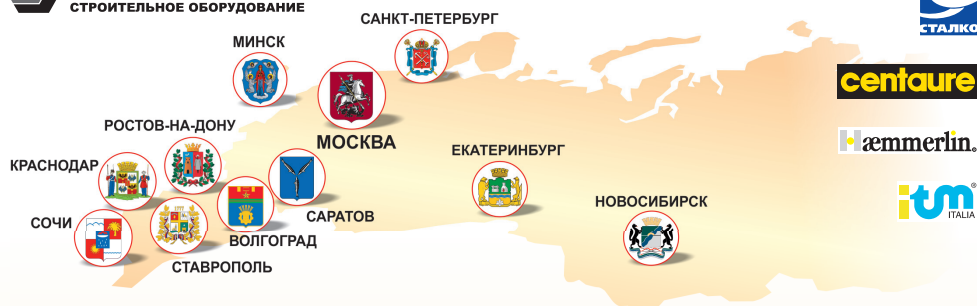 СТРОИТЕЛЬНОЕ ОБОРУДОВАНИЕ
САНКТ-ПЕТЕРБУРГ
МИНСК
СТАЛКО
centaure
РОСТОВ-НА-ДОНУ
МОСКВА
Hæmmerlin®
КРАСНОДАР
ЕКАТЕРИНБУРГ
itm®
ITALIA
НОВОСИБИРСК
СОЧИ
САРАТОВ
ВОЛГОГРАД
СТАВРОПОЛЬ